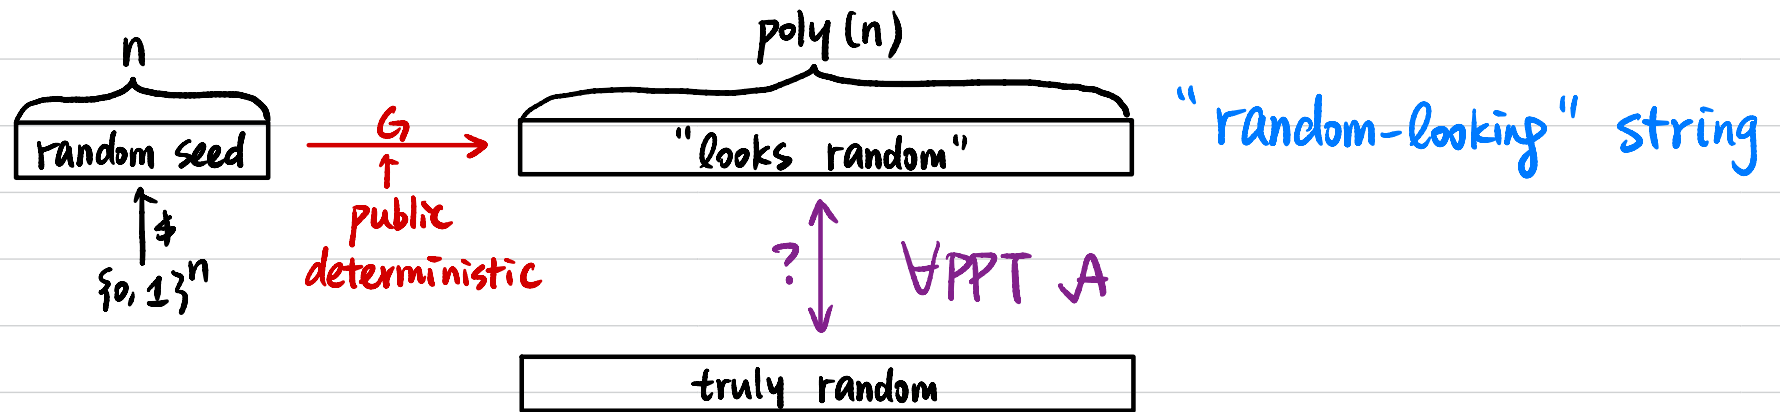 n
poly(n)
random seed
G
"looks random"
"random-looking" string
public
deterministic
$
{0,1}ⁿ
?
∀PPT A
truly random